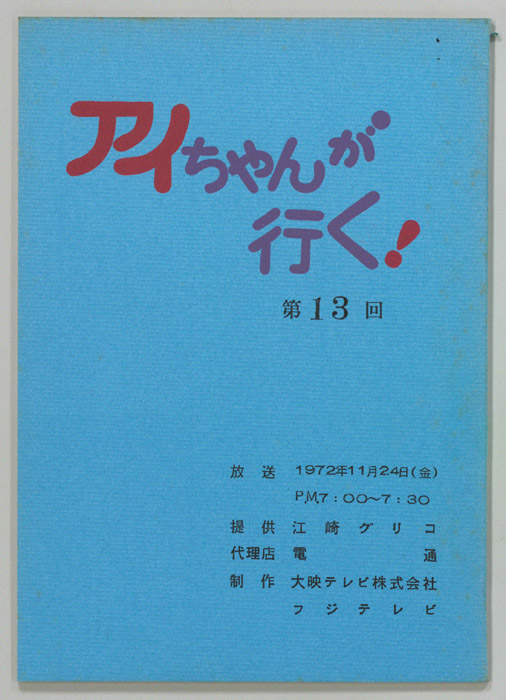 アイちゃんが
行く!
第13回
放送 1972年11月24日(金)
P.M.7:00~7:30
提供 江崎グリコ
代理店 電通
制作 大映テレビ株式会社
フジテレビ